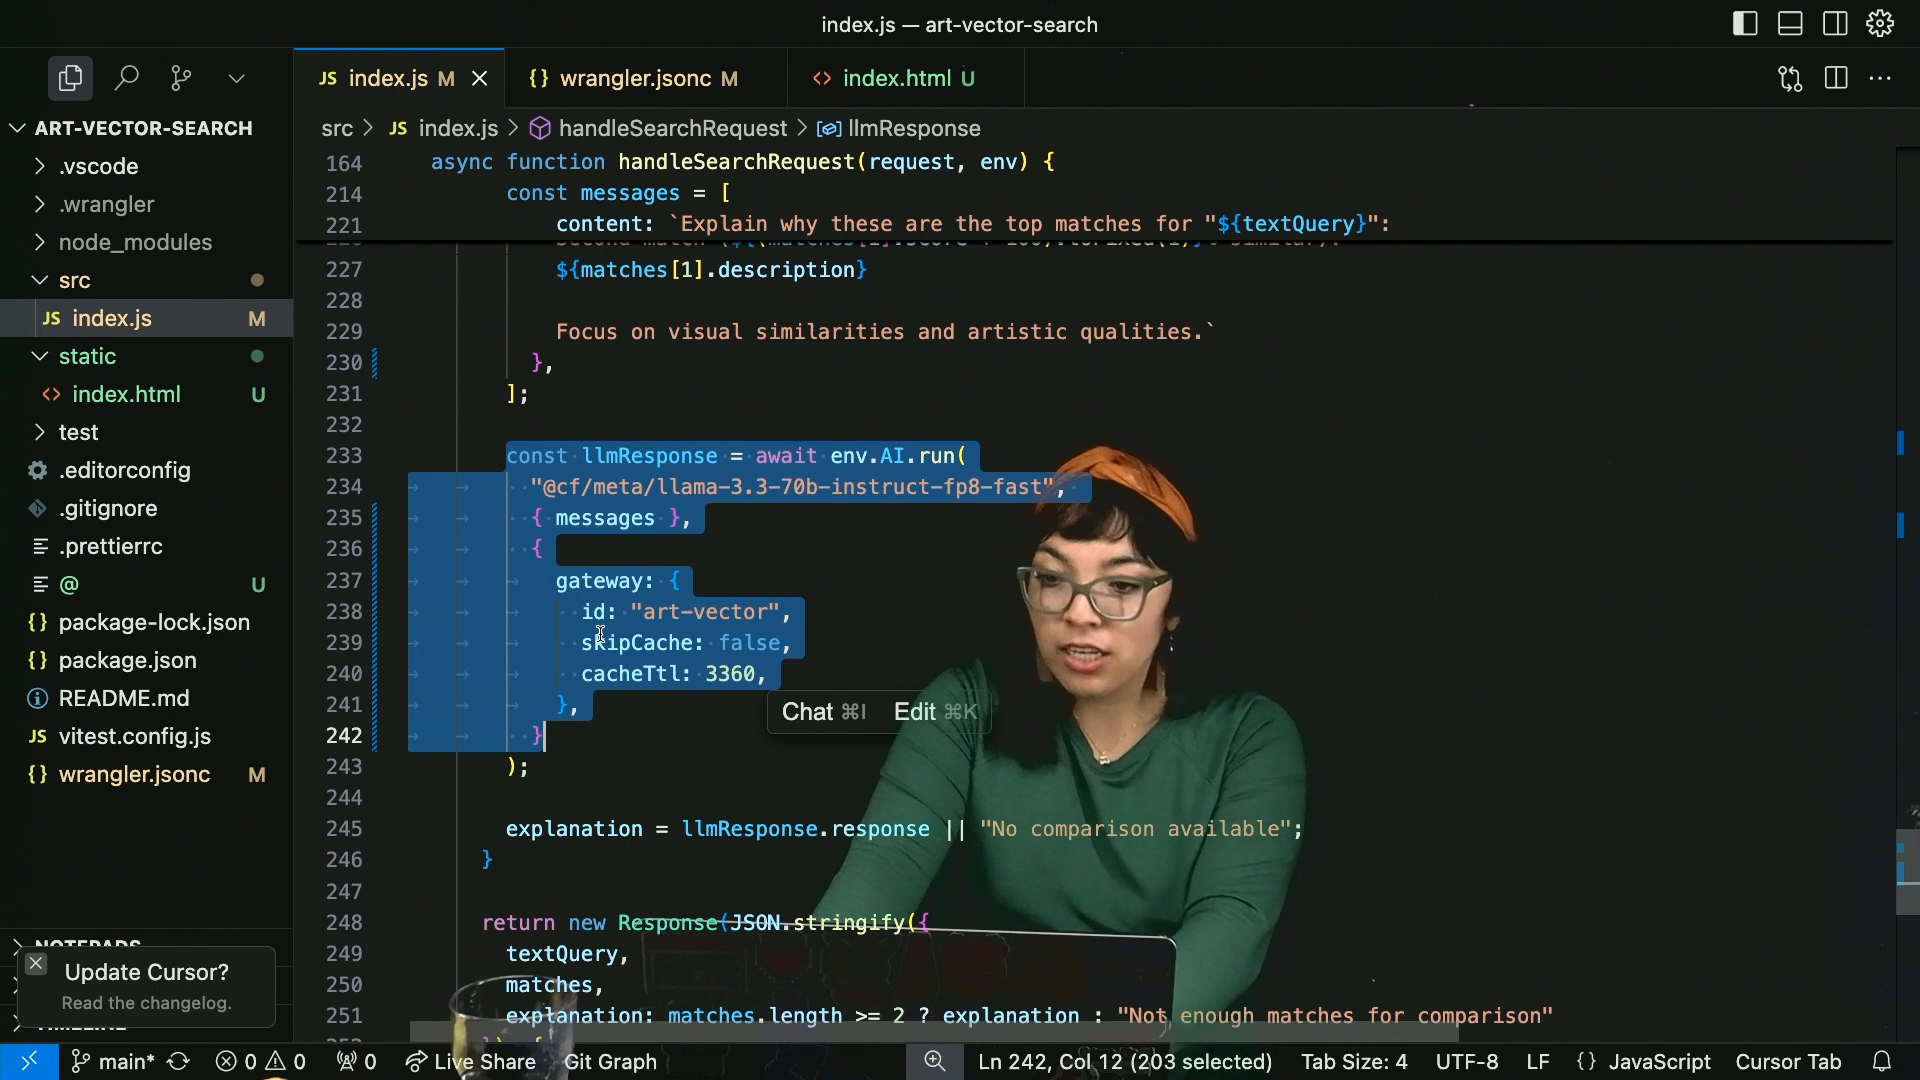 index.js — art-vector-search
JS index.js M
{} wrangler.jsonc M
<> index.html U
ART-VECTOR-SEARCH
.vscode
.wrangler
node_modules
src
JS index.js M
static
<> index.html U
test
.editorconfig
.gitignore
.prettierrc
@ U
{} package-lock.json
{} package.json
README.md
JS vitest.config.js
{} wrangler.jsonc M
NOTEPADS
Update Cursor?
Read the changelog.
TIMELINE
src > JS index.js > handleSearchRequest > llmResponse
164 async function handleSearchRequest(request, env) {
214 const messages = [
221 content: `Explain why these are the top matches for "${textQuery}":
227 ${matches[1].description}
228
229 Focus on visual similarities and artistic qualities.`
230 },
231 ];
232
233 const llmResponse = await env.AI.run(
234 "@cf/meta/llama-3.3-70b-instruct-fp8-fast",
235 { messages },
236 {
237 gateway: {
238 id: "art-vector",
239 skipCache: false,
240 cacheTtl: 3360,
241 },
242 }
Chat ⌘I Edit ⌘K
243 );
244
245 explanation = llmResponse.response || "No comparison available";
246 }
247
248 return new Response(JSON.stringify({
249 textQuery,
250 matches,
251 explanation: matches.length >= 2 ? explanation : "Not enough matches for comparison"
main* 0 0 0 Live Share Git Graph Ln 242, Col 12 (203 selected) Tab Size: 4 UTF-8 LF {} JavaScript Cursor Tab